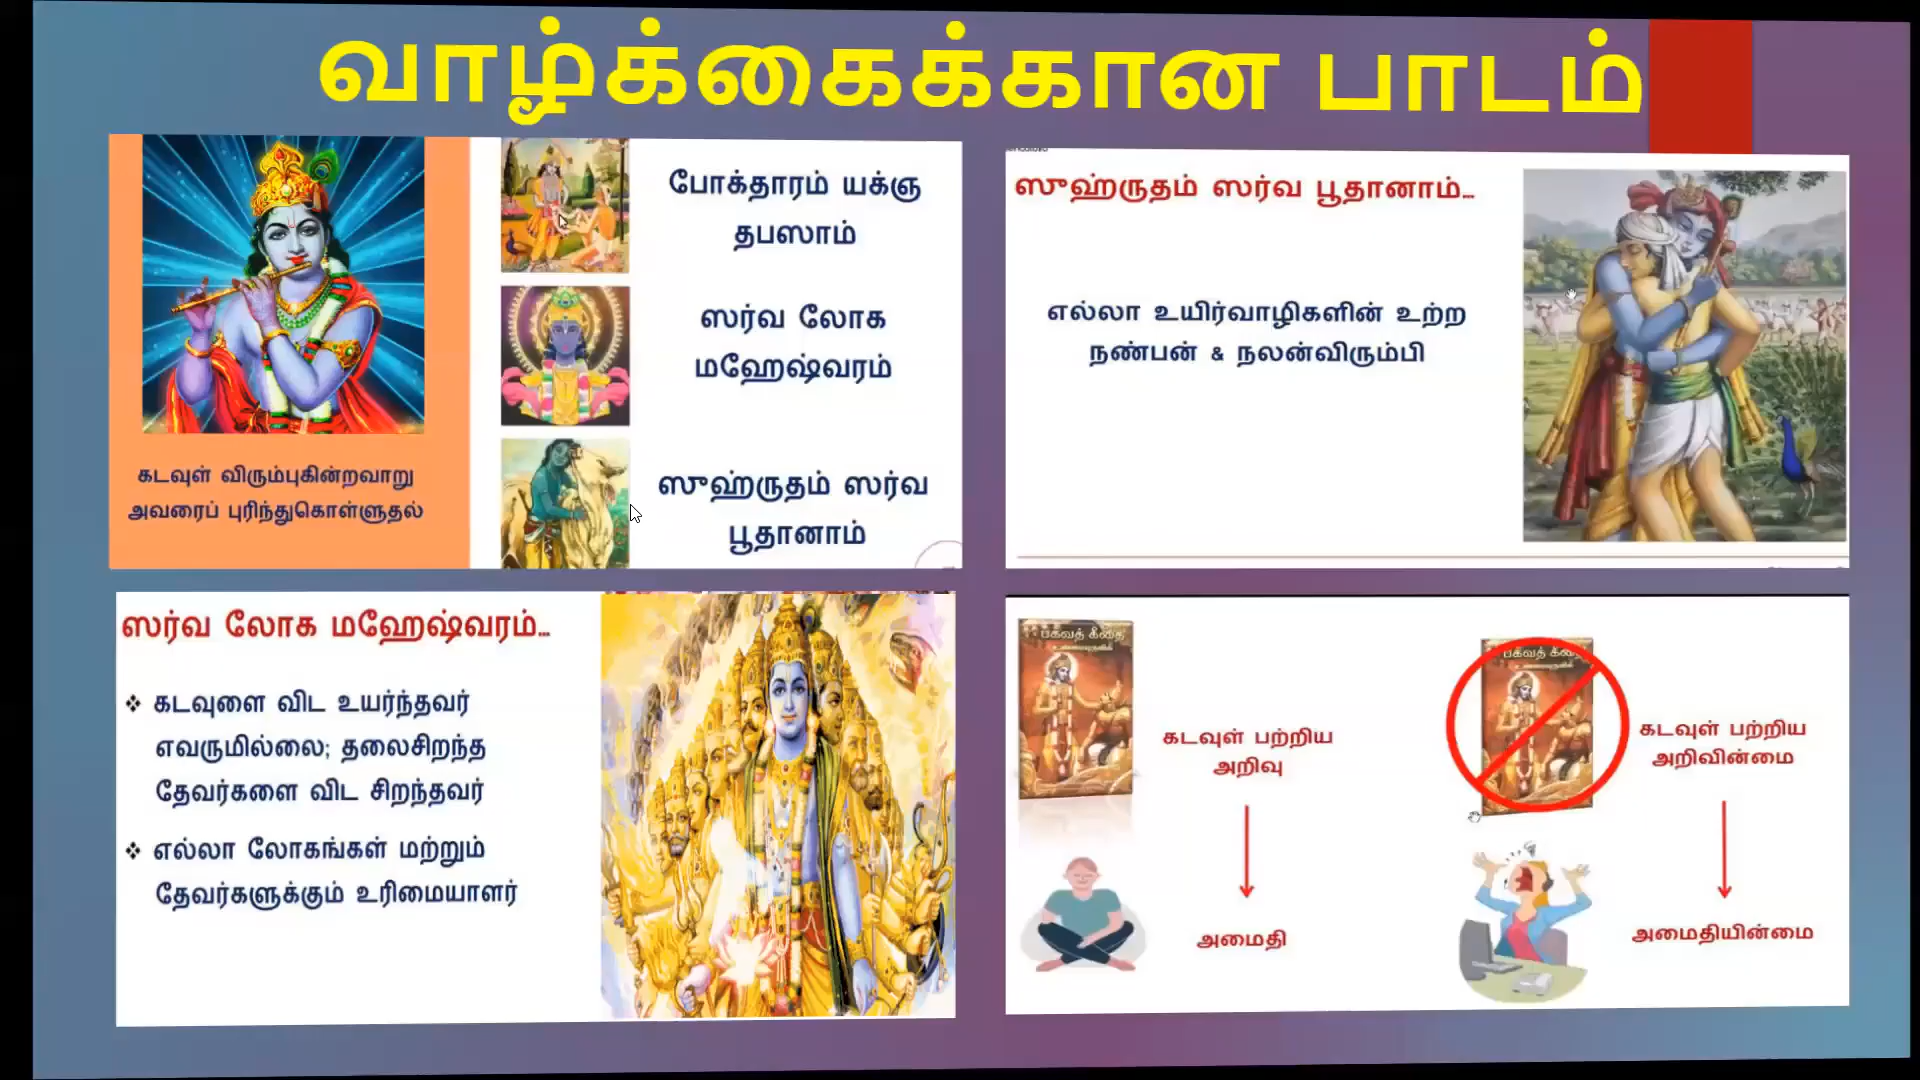 வாழ்க்கைக்கான பாடம்
போக்தாரம் யக்ஞ
தபஸாம்
ஸர்வ லோக
மஹேஷ்வரம்
ஸுஹ்ருதம் ஸர்வ
பூதானாம்
கடவுள் விரும்புகின்றவாறு
அவரைப் புரிந்துகொள்ளுதல்
ஸுஹ்ருதம் ஸர்வ பூதானாம்...
எல்லா உயிர்வாழிகளின் உற்ற
நண்பன் & நலன்விரும்பி
ஸர்வ லோக மஹேஷ்வரம்...
❖ கடவுளை விட உயர்ந்தவர்
எவருமில்லை; தலைசிறந்த
தேவர்களை விட சிறந்தவர்
❖ எல்லா லோகங்கள் மற்றும்
தேவர்களுக்கும் உரிமையாளர்
பகவத் கீதை
கடவுள் பற்றிய
அறிவு
அமைதி
பகவத் கீதை
கடவுள் பற்றிய
அறிவின்மை
அமைதியின்மை